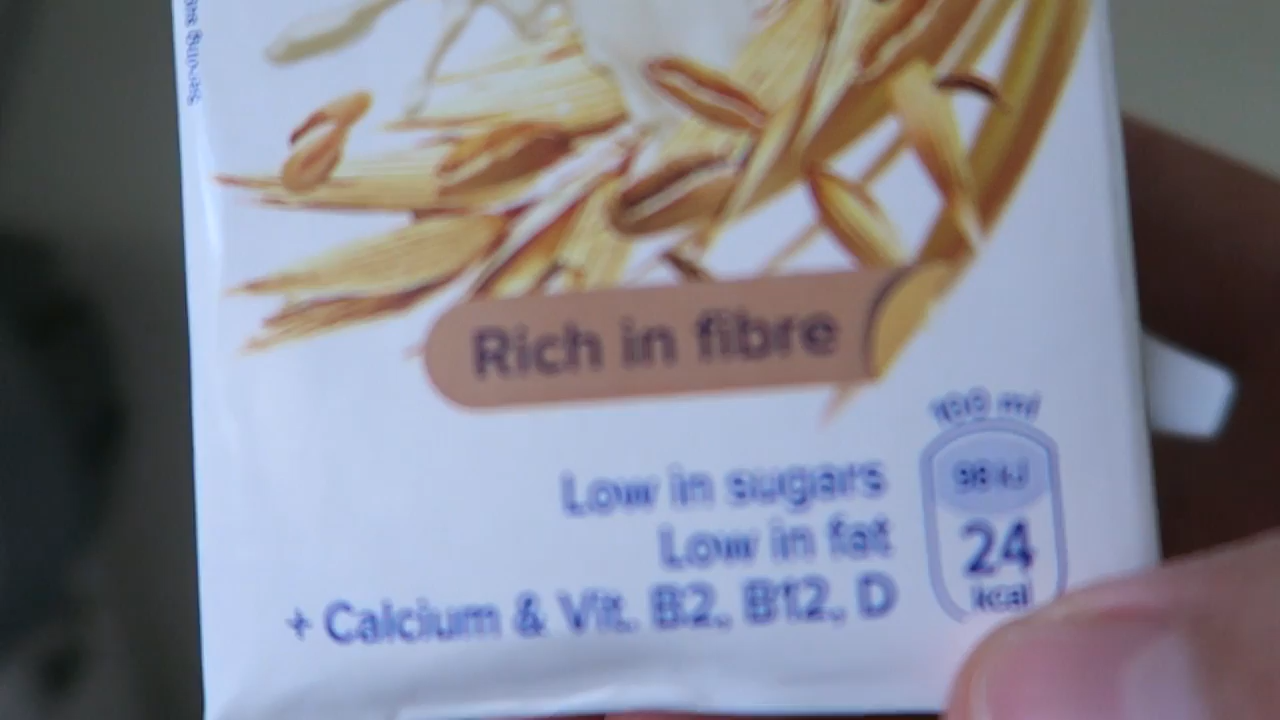 Rich in fibre
Low in sugars
Low in fat
+ Calcium & Vit. B2, B12, D
100 ml
98 kJ
24
kcal